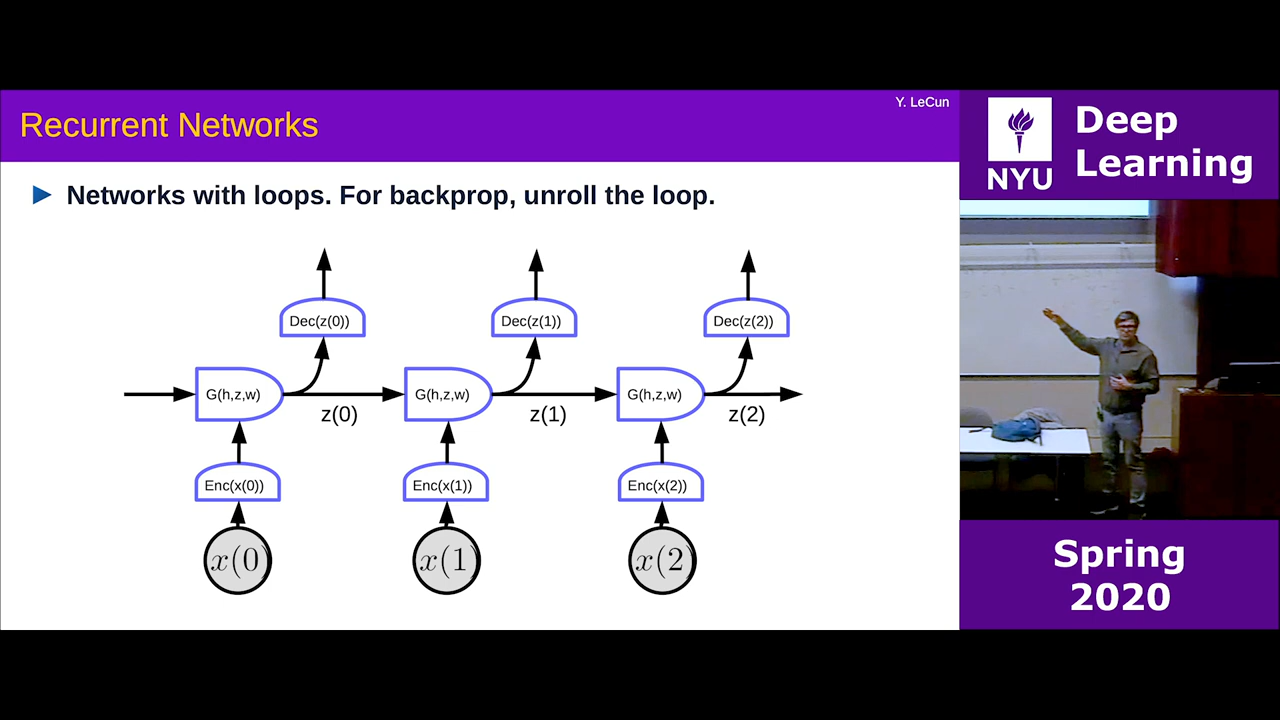 Y. LeCun
Recurrent Networks
Networks with loops. For backprop, unroll the loop.
Dec(z(0))
Dec(z(1))
Dec(z(2))
G(h,z,w)
G(h,z,w)
G(h,z,w)
z(0)
z(1)
z(2)
Enc(x(0))
Enc(x(1))
Enc(x(2))
x(0)
x(1)
x(2)
NYU
Deep
Learning
Spring
2020